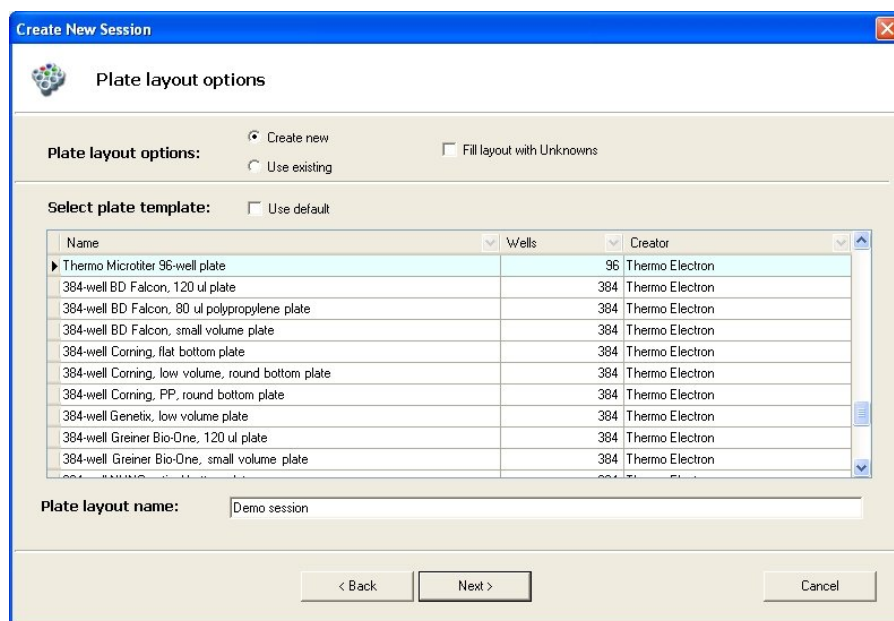 Create New Session
Plate layout options
Plate layout options:
Create new
Fill layout with Unknowns
Use existing
Select plate template:
Use default
Name Wells Creator
Thermo Microtiter 96-well plate 96 Thermo Electron
384-well BD Falcon, 120 ul plate 384 Thermo Electron
384-well BD Falcon, 80 ul polypropylene plate 384 Thermo Electron
384-well BD Falcon, small volume plate 384 Thermo Electron
384-well Corning, flat bottom plate 384 Thermo Electron
384-well Corning, low volume, round bottom plate 384 Thermo Electron
384-well Corning, PP, round bottom plate 384 Thermo Electron
384-well Genetix, low volume plate 384 Thermo Electron
384-well Greiner Bio-One, 120 ul plate 384 Thermo Electron
384-well Greiner Bio-One, small volume plate 384 Thermo Electron
Plate layout name: Demo session
< Back Next > Cancel